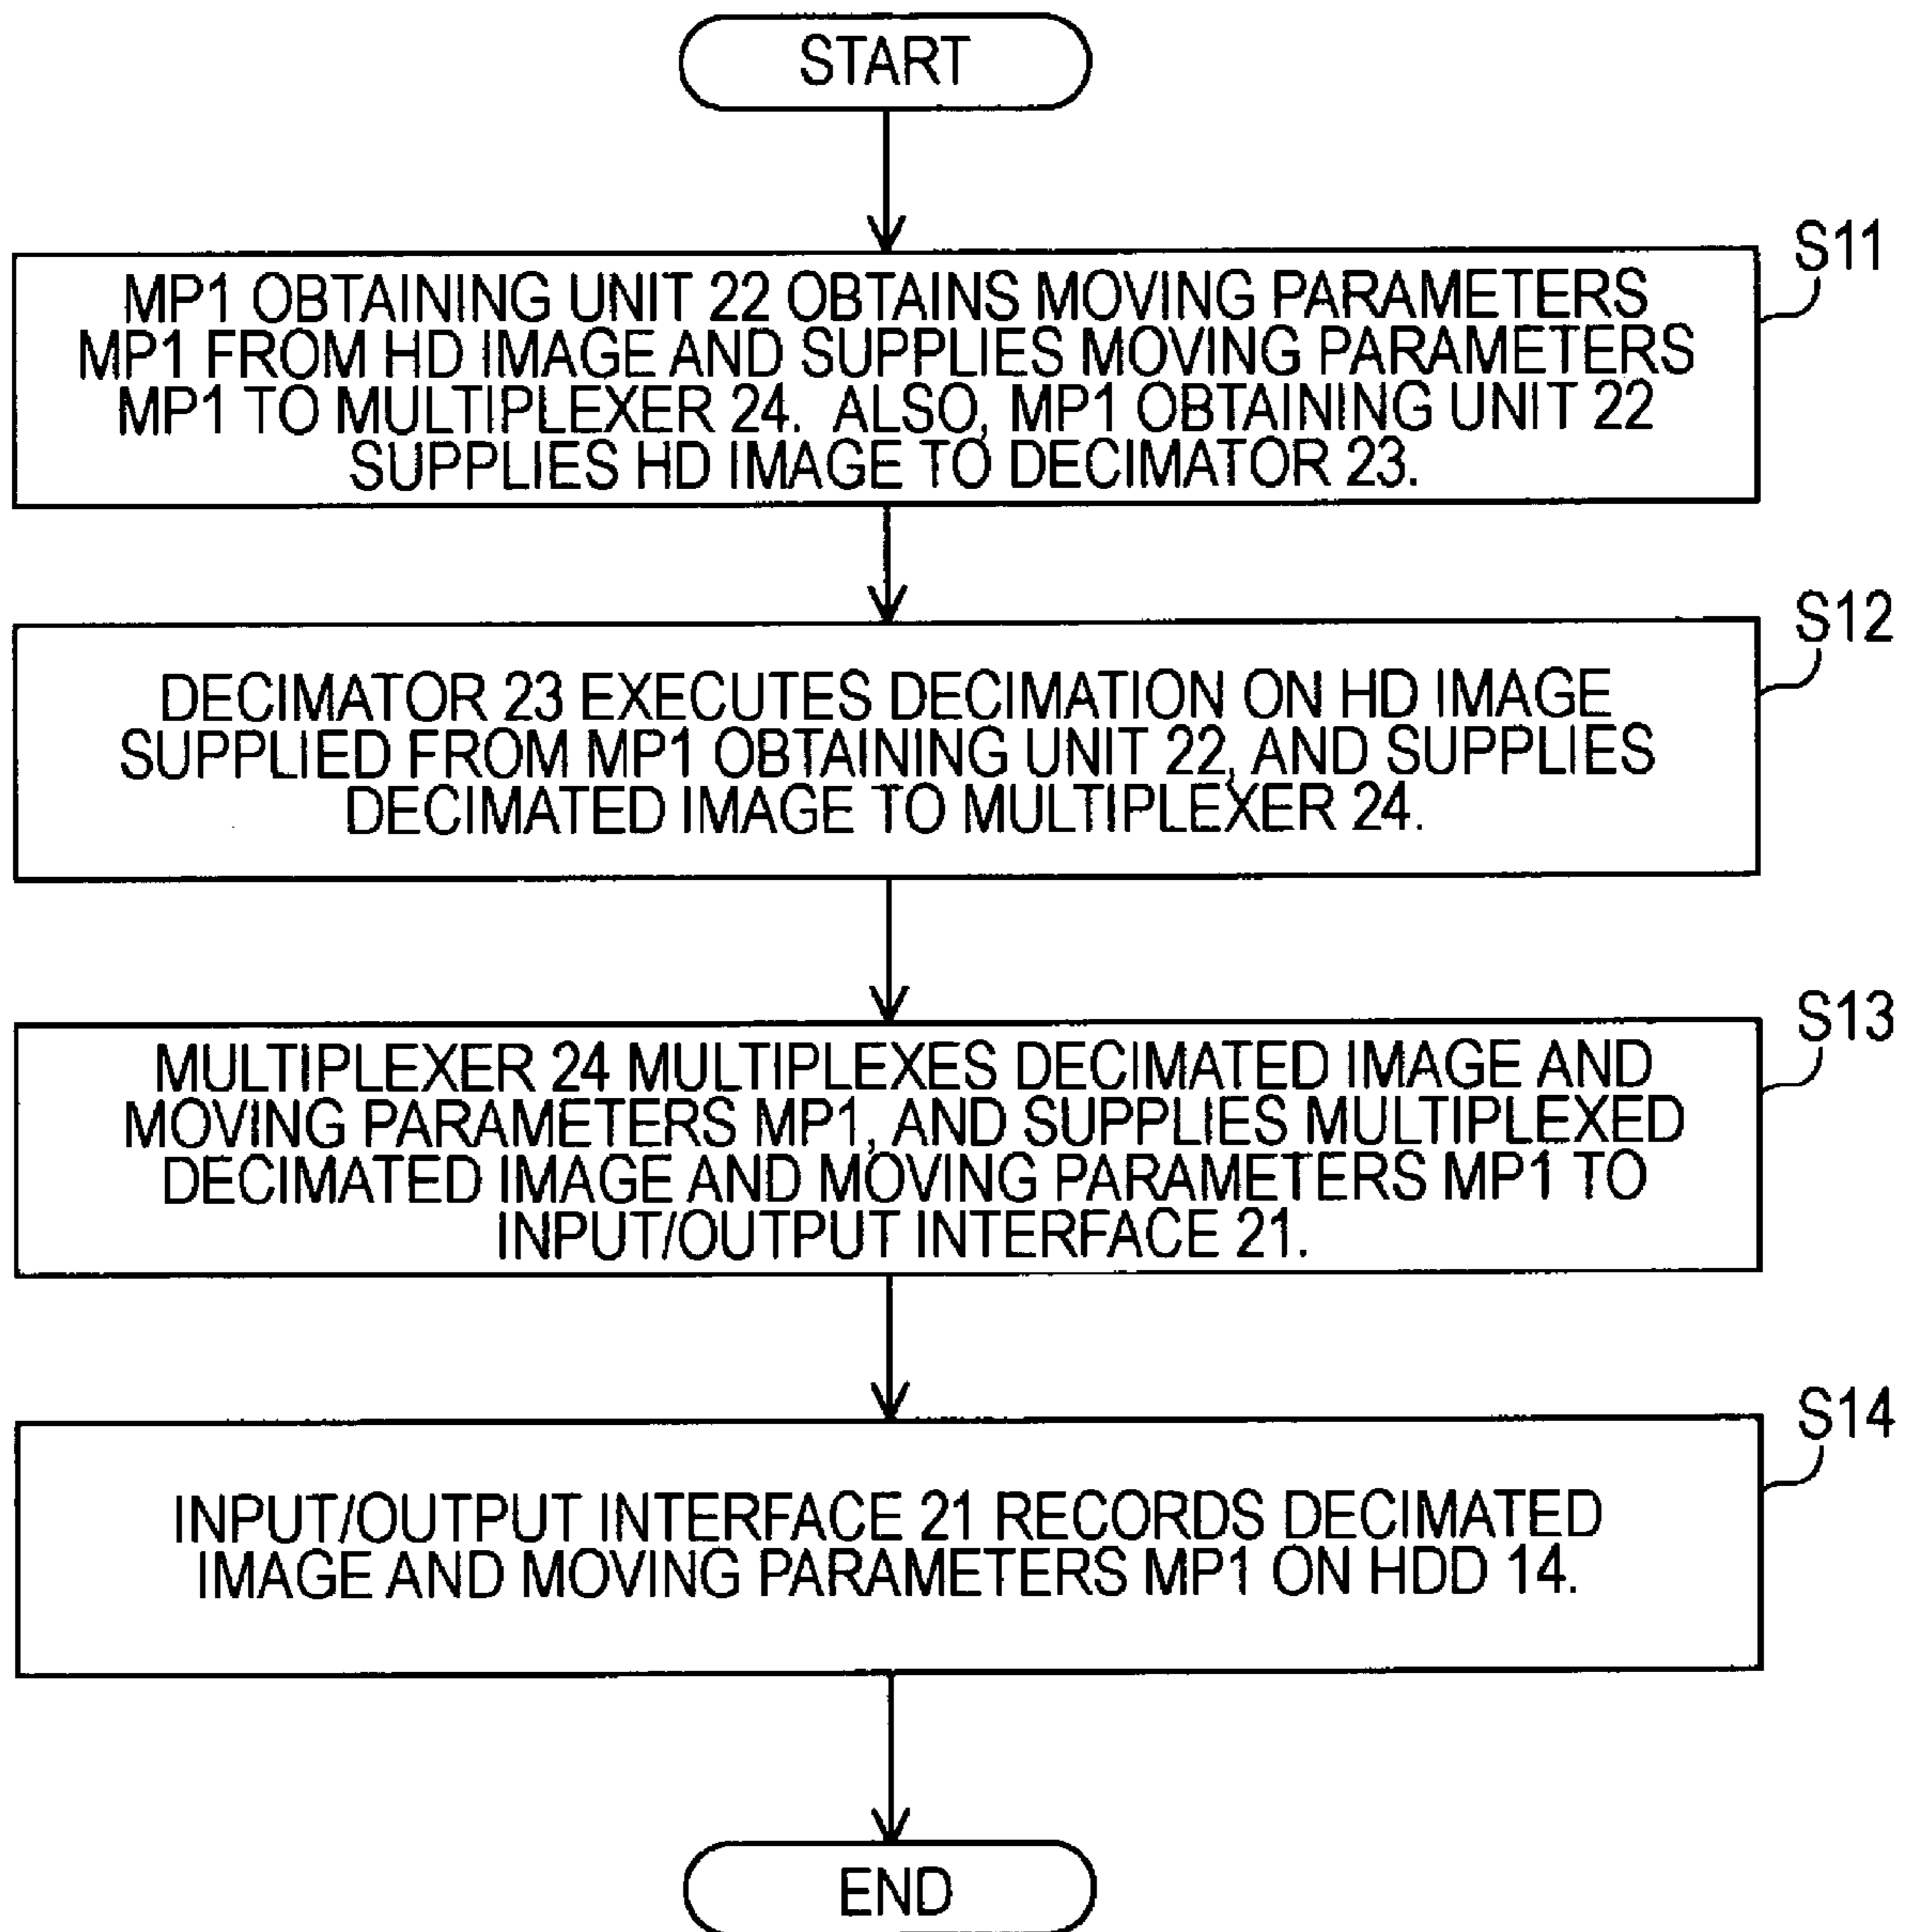 START
S11
MP1 OBTAINING UNIT 22 OBTAINS MOVING PARAMETERS
MP1 FROM HD IMAGE AND SUPPLIES MOVING PARAMETERS
MP1 TO MULTIPLEXER 24. ALSO, MP1 OBTAINING UNIT 22
SUPPLIES HD IMAGE TO DECIMATOR 23.
S12
DECIMATOR 23 EXECUTES DECIMATION ON HD IMAGE
SUPPLIED FROM MP1 OBTAINING UNIT 22, AND SUPPLIES
DECIMATED IMAGE TO MULTIPLEXER 24.
S13
MULTIPLEXER 24 MULTIPLEXES DECIMATED IMAGE AND
MOVING PARAMETERS MP1, AND SUPPLIES MULTIPLEXED
DECIMATED IMAGE AND MOVING PARAMETERS MP1 TO
INPUT/OUTPUT INTERFACE 21.
S14
INPUT/OUTPUT INTERFACE 21 RECORDS DECIMATED
IMAGE AND MOVING PARAMETERS MP1 ON HDD 14.
END